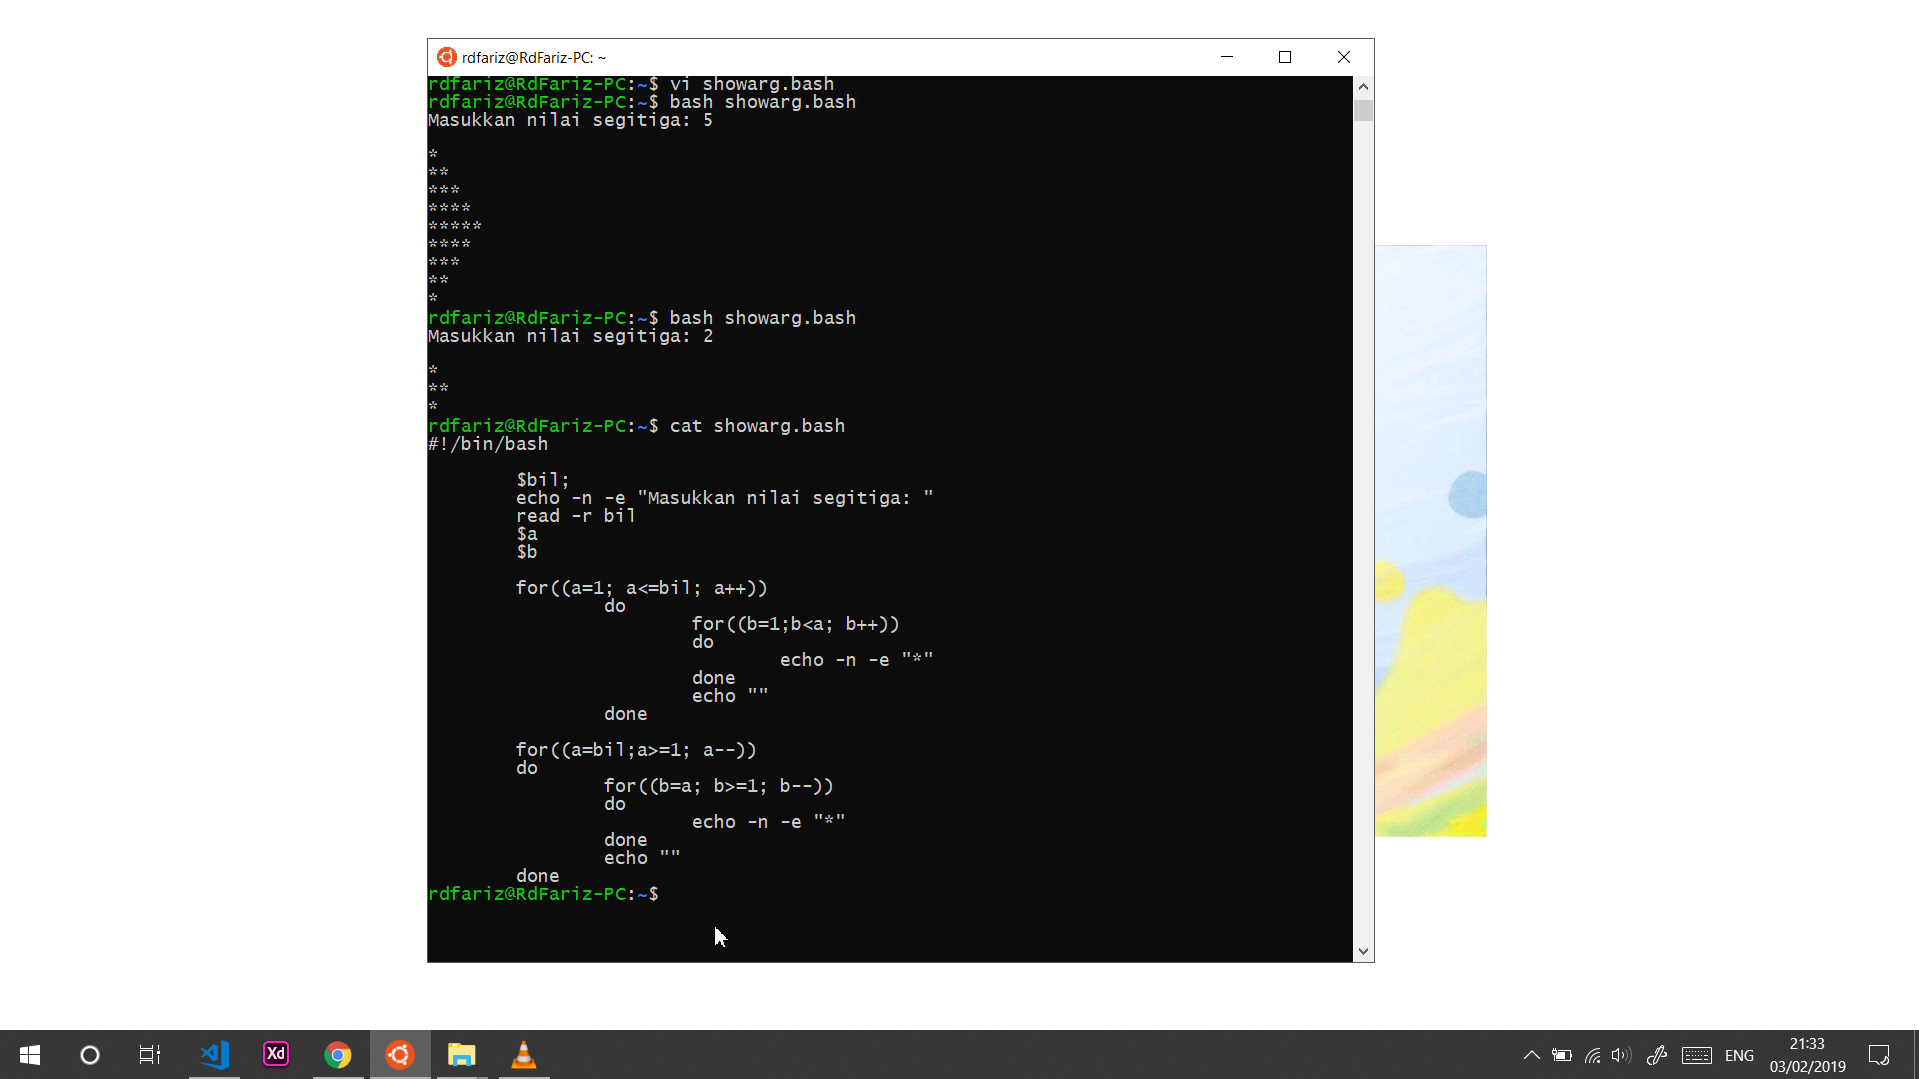 rdfariz@RdFariz-PC: ~
rdfariz@RdFariz-PC:~$ vi showarg.bash
rdfariz@RdFariz-PC:~$ bash showarg.bash
Masukkan nilai segitiga: 5
*
**
***
****
*****
****
***
**
*
rdfariz@RdFariz-PC:~$ bash showarg.bash
Masukkan nilai segitiga: 2
*
**
*
rdfariz@RdFariz-PC:~$ cat showarg.bash
#!/bin/bash
$bil;
echo -n -e "Masukkan nilai segitiga: "
read -r bil
$a
$b
for((a=1; a<=bil; a++))
do
for((b=1;b<a; b++))
do
echo -n -e "*"
done
echo ""
done
for((a=bil;a>=1; a--))
do
for((b=a; b>=1; b--))
do
echo -n -e "*"
done
echo ""
done
rdfariz@RdFariz-PC:~$
Xd
ENG
21:33
03/02/2019